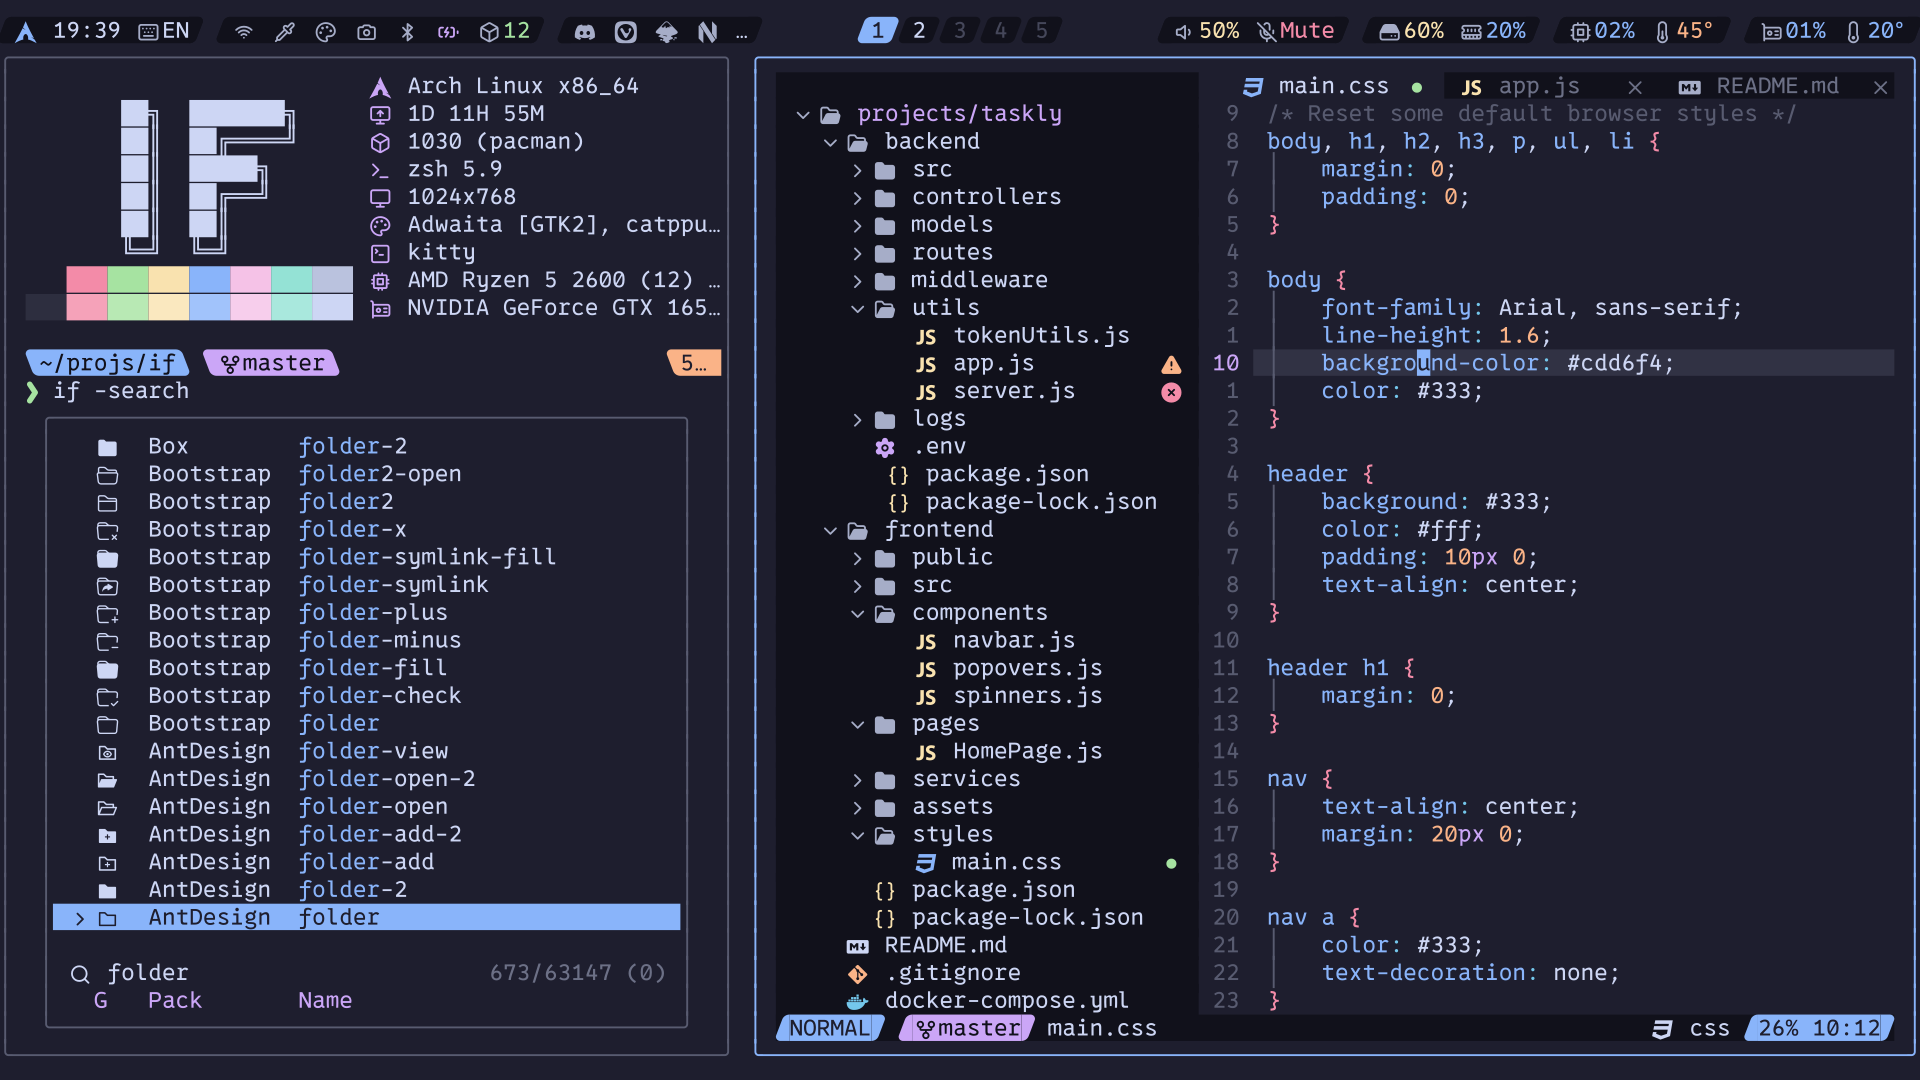 19:39 EN 12 … 1 2 3 4 5 50% Mute 60% 20% 02% 45° 01% 20°
IF
Arch Linux x86_64
1D 11H 55M
1030 (pacman)
zsh 5.9
1024x768
Adwaita [GTK2], catppu…
kitty
AMD Ryzen 5 2600 (12) …
NVIDIA GeForce GTX 165…
~/projs/if master 5…
❯ if -search
Box folder-2
Bootstrap folder2-open
Bootstrap folder2
Bootstrap folder-x
Bootstrap folder-symlink-fill
Bootstrap folder-symlink
Bootstrap folder-plus
Bootstrap folder-minus
Bootstrap folder-fill
Bootstrap folder-check
Bootstrap folder
AntDesign folder-view
AntDesign folder-open-2
AntDesign folder-open
AntDesign folder-add-2
AntDesign folder-add
AntDesign folder-2
> AntDesign folder
folder 673/63147 (0)
G Pack Name
projects/taskly
backend
src
controllers
models
routes
middleware
utils
JS tokenUtils.js
JS app.js
JS server.js
logs
.env
{} package.json
{} package-lock.json
frontend
public
src
components
JS navbar.js
JS popovers.js
JS spinners.js
pages
JS HomePage.js
services
assets
styles
main.css
{} package.json
{} package-lock.json
README.md
.gitignore
docker-compose.yml
main.css JS app.js README.md
9 /* Reset some default browser styles */
8 body, h1, h2, h3, p, ul, li {
7 margin: 0;
6 padding: 0;
5 }
4
3 body {
2 font-family: Arial, sans-serif;
1 line-height: 1.6;
10 background-color: #cdd6f4;
1 color: #333;
2 }
3
4 header {
5 background: #333;
6 color: #fff;
7 padding: 10px 0;
8 text-align: center;
9 }
10
11 header h1 {
12 margin: 0;
13 }
14
15 nav {
16 text-align: center;
17 margin: 20px 0;
18 }
19
20 nav a {
21 color: #333;
22 text-decoration: none;
23 }
NORMAL master main.css css 26% 10:12